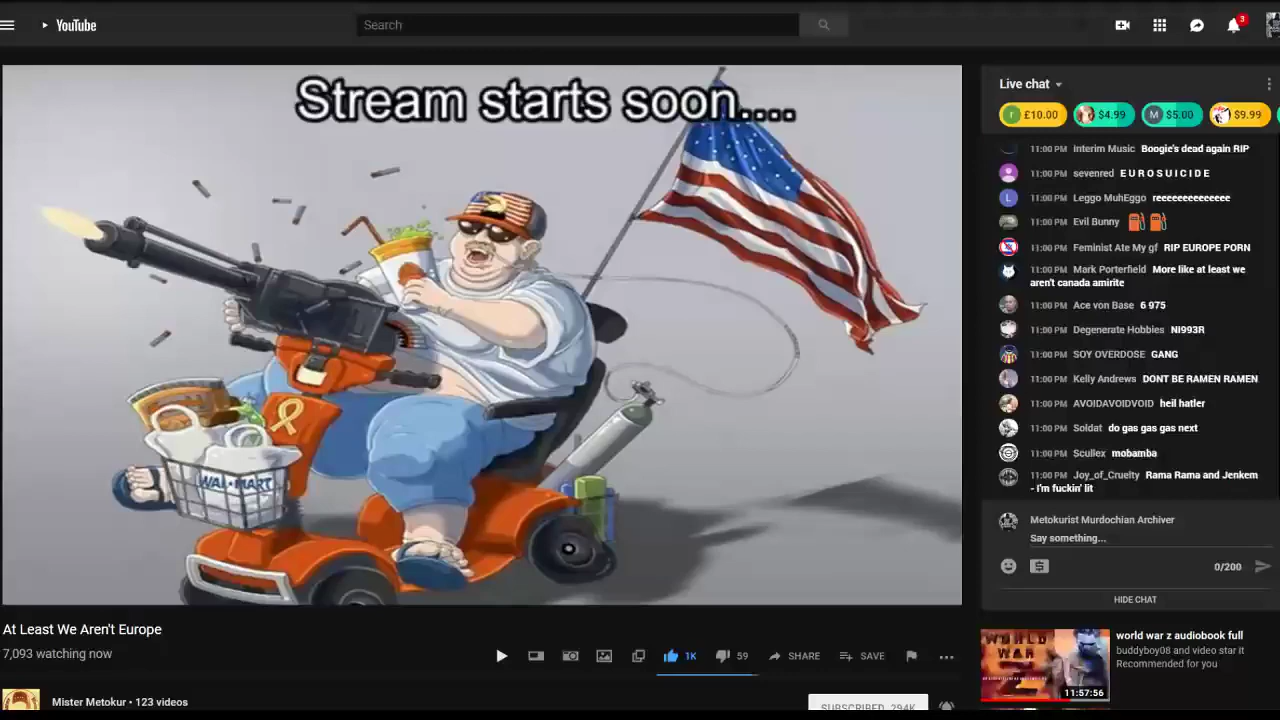 YouTube
Search
3
Stream starts soon....
WAL-MART
At Least We Aren't Europe
7,093 watching now
1K
59
SHARE
SAVE
Mister Metokur • 123 videos
SUBSCRIBED 294K
Live chat
£10.00
$4.99
M $5.00
$9.99
11:00 PM Interim Music Boogie's dead again RIP
11:00 PM sevenred E U R O S U I C I D E
L 11:00 PM Leggo MuhEggo reeeeeeeeeeeeee
11:00 PM Evil Bunny
11:00 PM Feminist Ate My gf RIP EUROPE PORN
11:00 PM Mark Porterfield More like at least we
aren't canada amirite
11:00 PM Ace von Base 6 975
11:00 PM Degenerate Hobbies NI993R
11:00 PM SOY OVERDOSE GANG
11:00 PM Kelly Andrews DONT BE RAMEN RAMEN
11:00 PM AVOIDAVOIDVOID heil hatler
11:00 PM Soldat do gas gas gas next
11:00 PM Scullex mobamba
11:00 PM Joy_of_Cruelty Rama Rama and Jenkem
- i'm fuckin' lit
Metokurist Murdochian Archiver
Say something...
0/200
HIDE CHAT
WORLD
WAR
Z
11:57:56
world war z audiobook full
buddyboy08 and video star it
Recommended for you